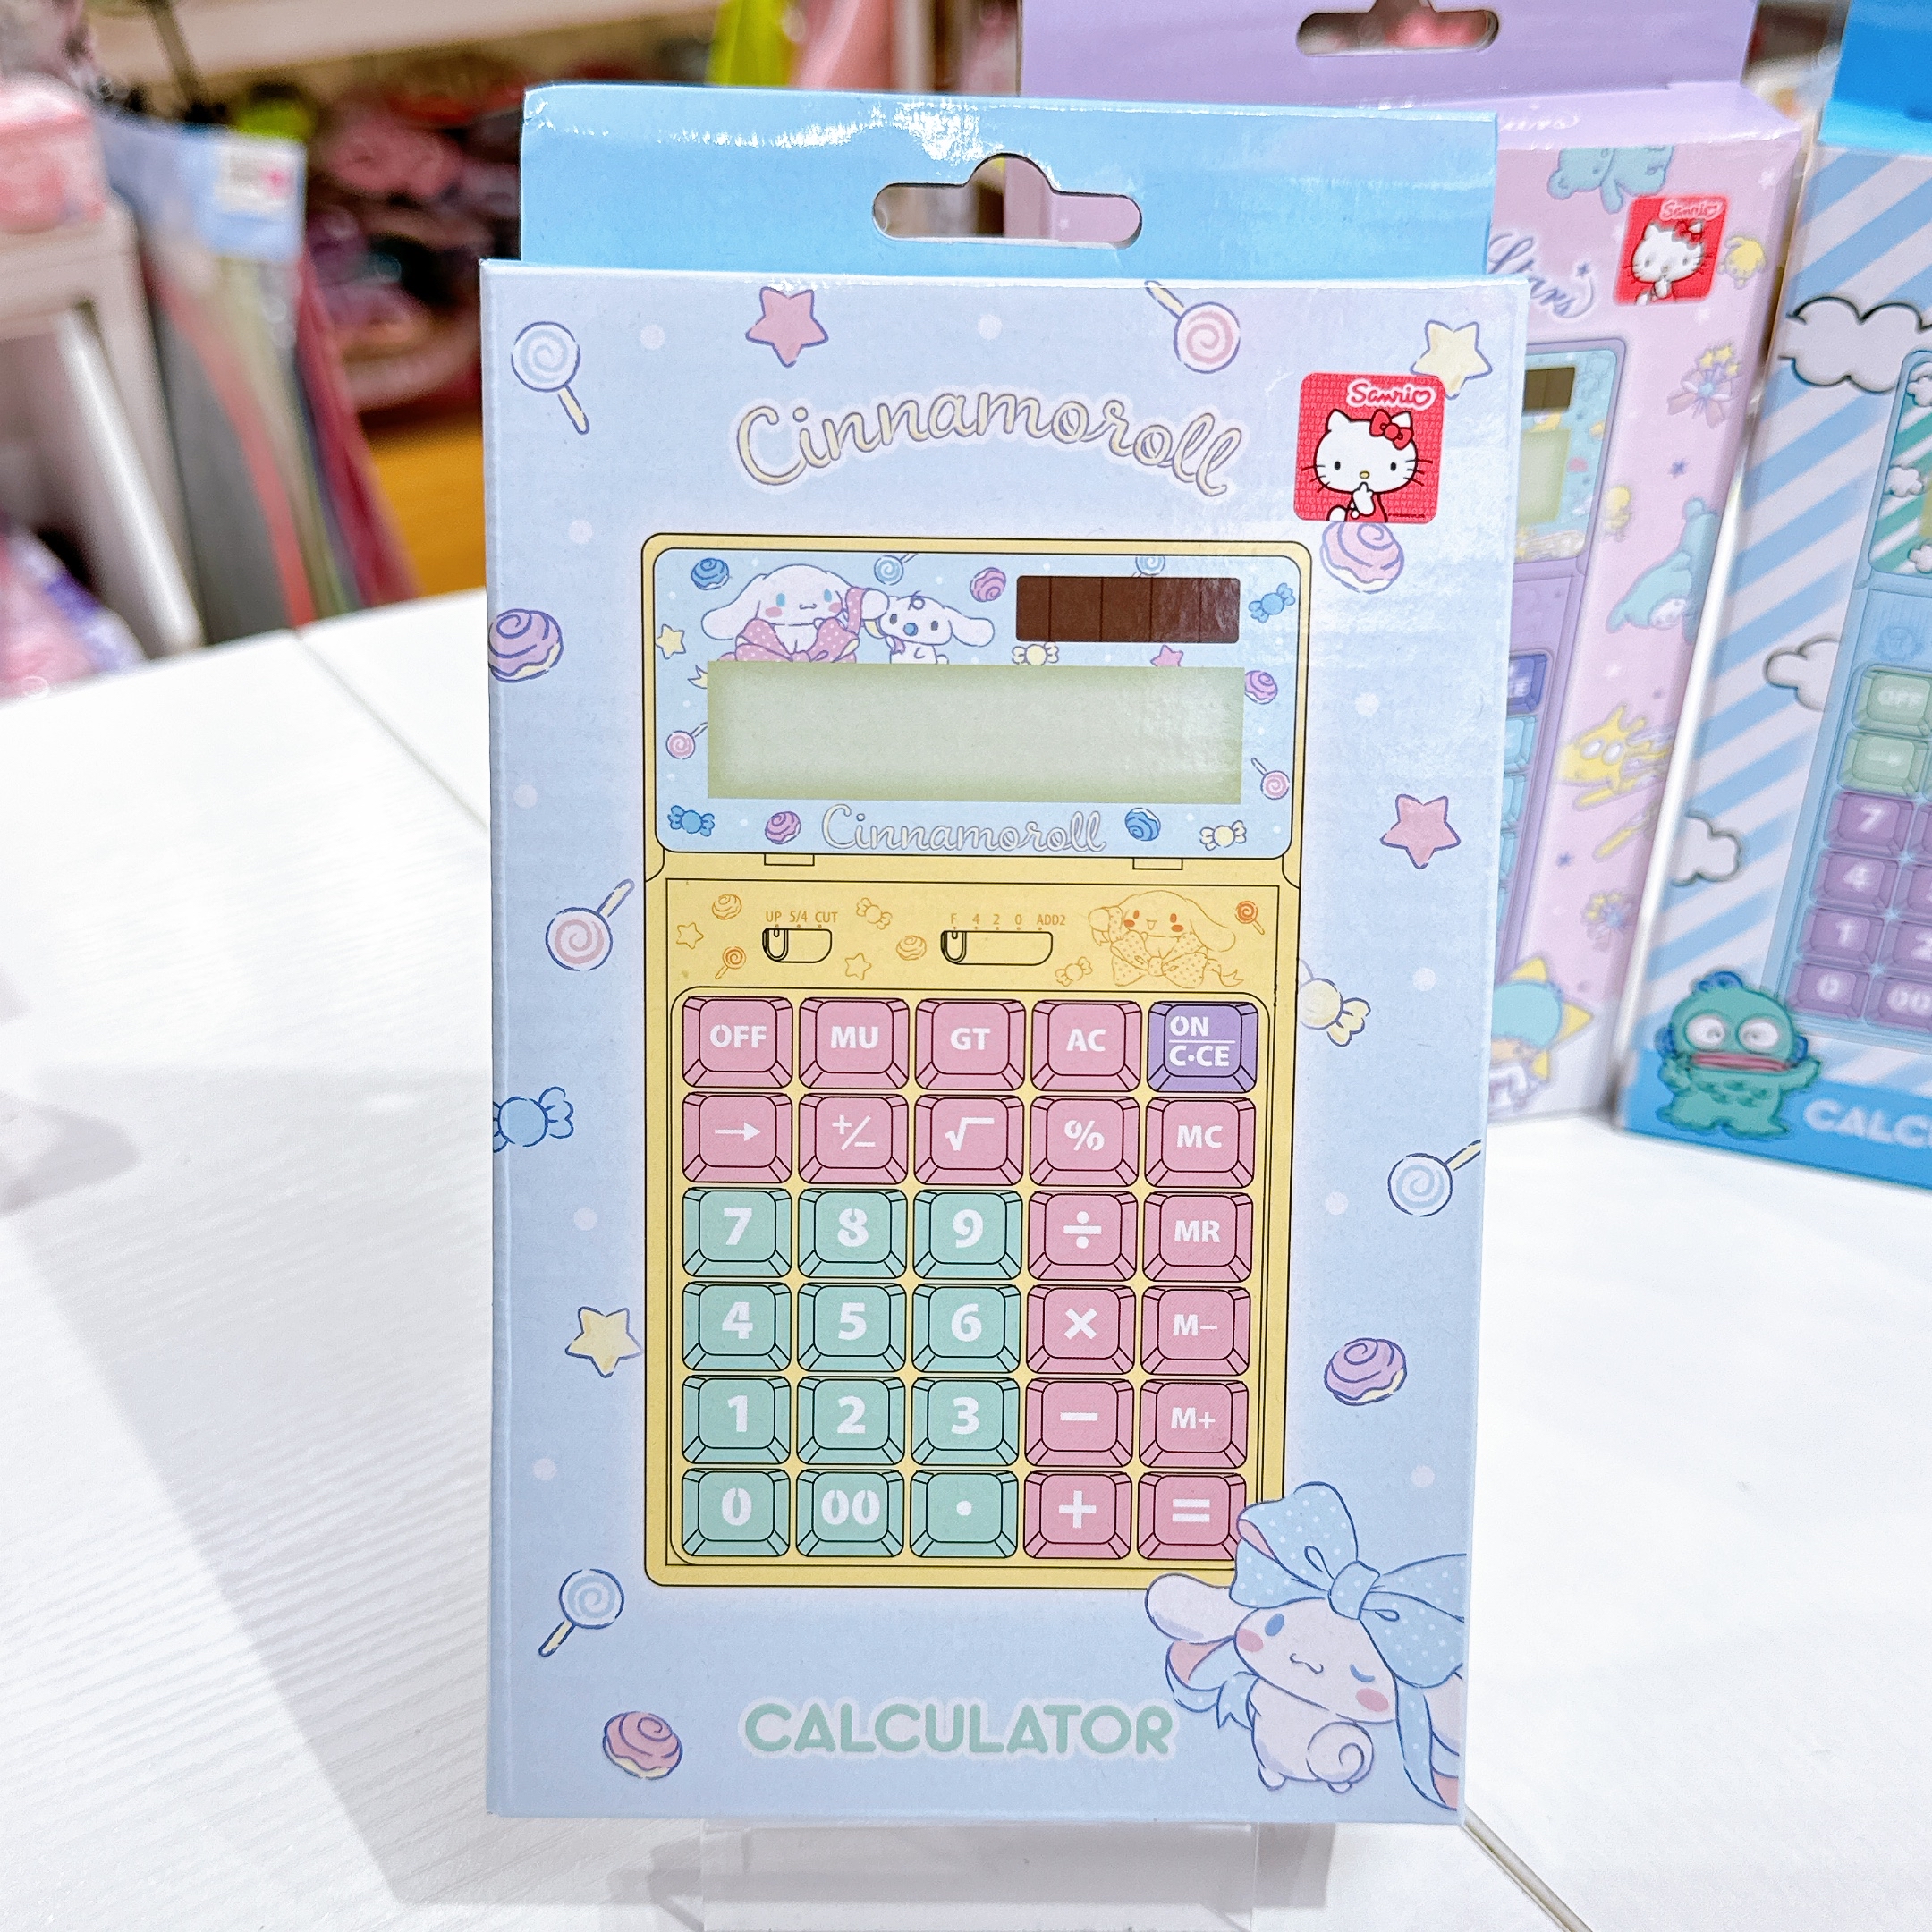 Cinnamoroll
Sanrio
Cinnamoroll
UP 5/4 CUT
F 4 2 0 ADD2
OFF MU GT AC ON
C·CE
→ +/− √ % MC
7 8 9 ÷ MR
4 5 6 × M−
1 2 3 − M+
0 00 · + =
CALCULATOR
Sanrio
Stars
OFF
→
7
4
1 2
0 00
CALC